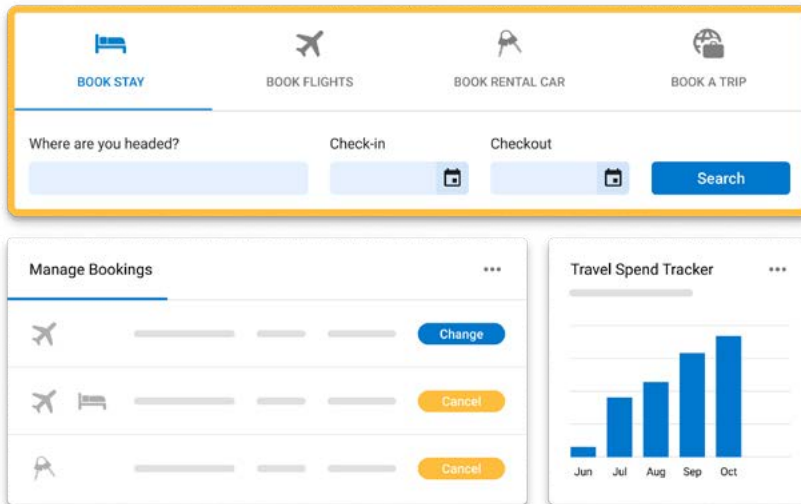 BOOK STAY BOOK FLIGHTS BOOK RENTAL CAR BOOK A TRIP
Where are you headed? Check-in Checkout
Search
Manage Bookings
Change
Cancel
Cancel
Travel Spend Tracker
Jun Jul Aug Sep Oct